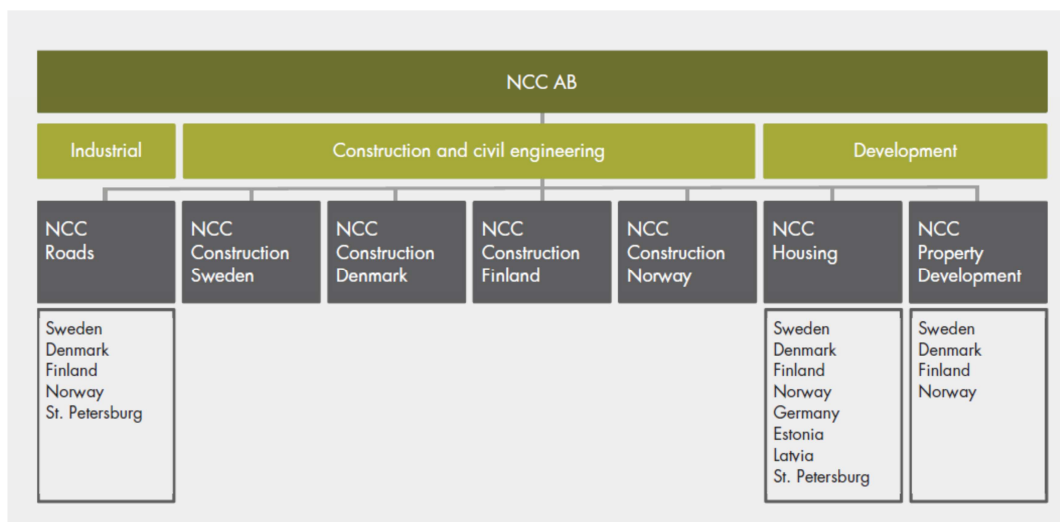 NCC AB
Industrial
Construction and civil engineering
Development
NCC
Roads
NCC
Construction
Sweden
NCC
Construction
Denmark
NCC
Construction
Finland
NCC
Construction
Norway
NCC
Housing
NCC
Property
Development
Sweden
Denmark
Finland
Norway
St. Petersburg
Sweden
Denmark
Finland
Norway
Germany
Estonia
Latvia
St. Petersburg
Sweden
Denmark
Finland
Norway